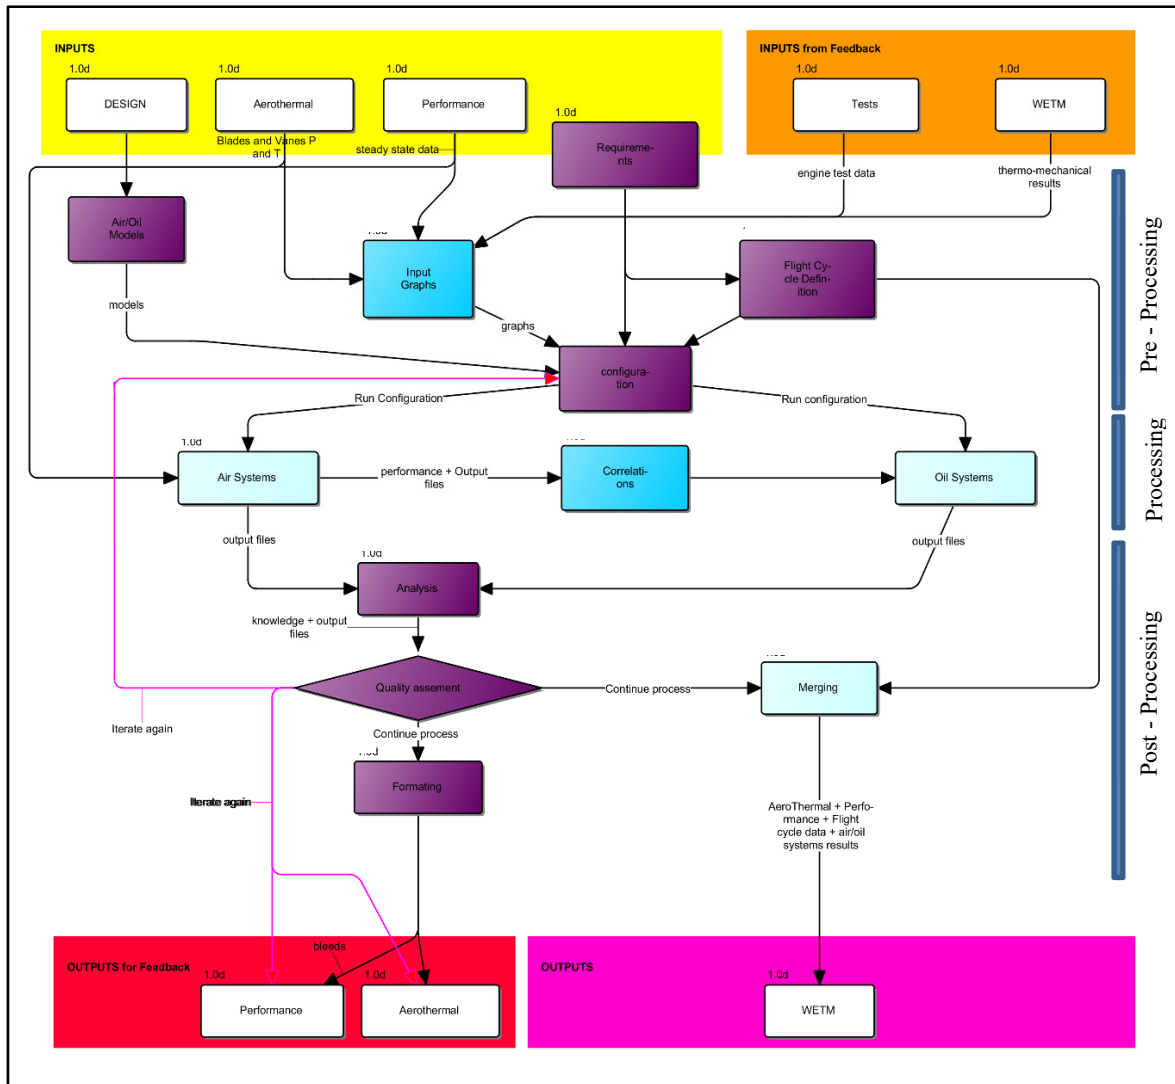 INPUTS
INPUTS from Feedback
1.0d
1.0d
1.0d
1.0d
1.0d
1.0d
DESIGN
Aerothermal
Performance
Tests
WETM
Requireme-
nts
Blades and Vanes P
and T
steady state data
engine test data
thermo-mechanical
results
Air/Oil
Models
1.0d
Input
Graphs
Flight Cy-
cle Defin-
ition
models
graphs
configura-
tion
Run Configuration
Run configuration
Pre - Processing
1.0d
Air Systems
performance + Output
files
Correlati-
ons
Oil Systems
Processing
output files
output files
1.0d
Analysis
knowledge + output
files
Quality assement
Continue process
Merging
Iterate again
Continue process
1.0d
Formating
Iterate again
AeroThermal + Perfo-
rmance + Flight
cycle data + air/oil
systems results
Post - Processing
bleeds
OUTPUTS for Feedback
OUTPUTS
1.0d
1.0d
1.0d
Performance
Aerothermal
WETM